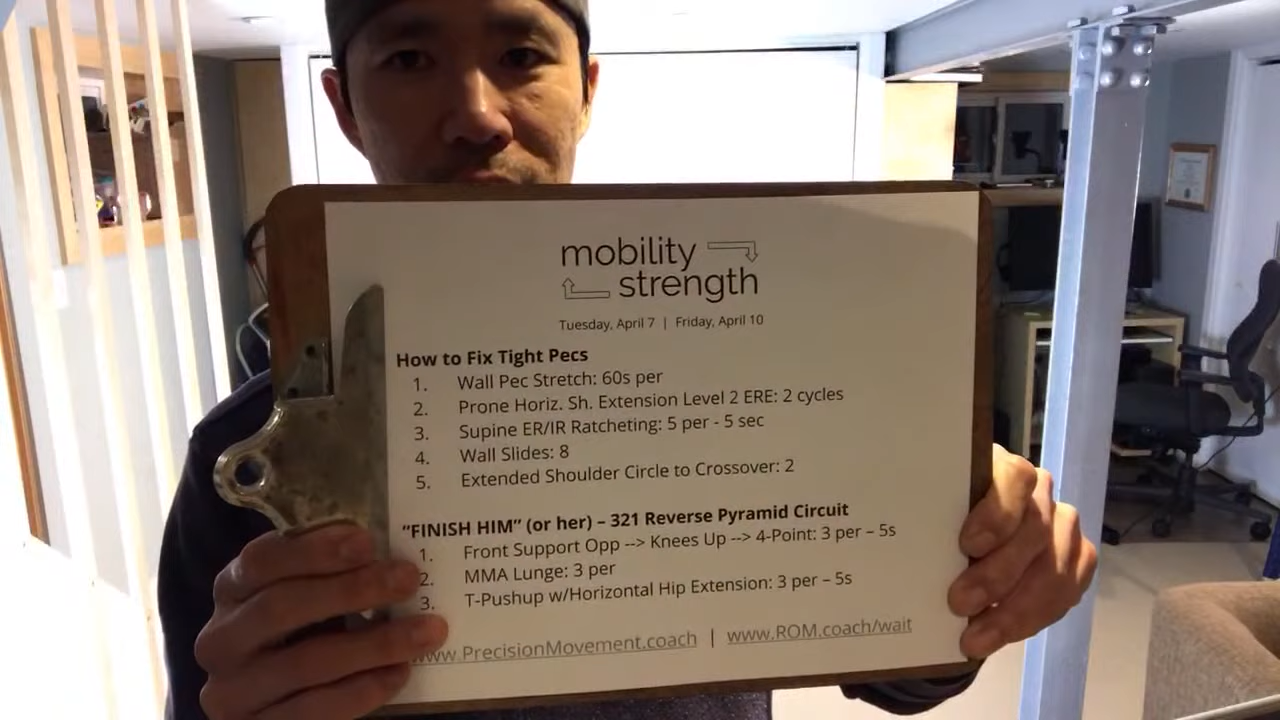 mobility
strength
Tuesday, April 7 | Friday, April 10
How to Fix Tight Pecs
1. Wall Pec Stretch: 60s per
2. Prone Horiz. Sh. Extension Level 2 ERE: 2 cycles
3. Supine ER/IR Ratcheting: 5 per - 5 sec
4. Wall Slides: 8
5. Extended Shoulder Circle to Crossover: 2
“FINISH HIM” (or her) – 321 Reverse Pyramid Circuit
1. Front Support Opp --> Knees Up --> 4-Point: 3 per – 5s
2. MMA Lunge: 3 per
3. T-Pushup w/Horizontal Hip Extension: 3 per – 5s
www.PrecisionMovement.coach | www.ROM.coach/wait